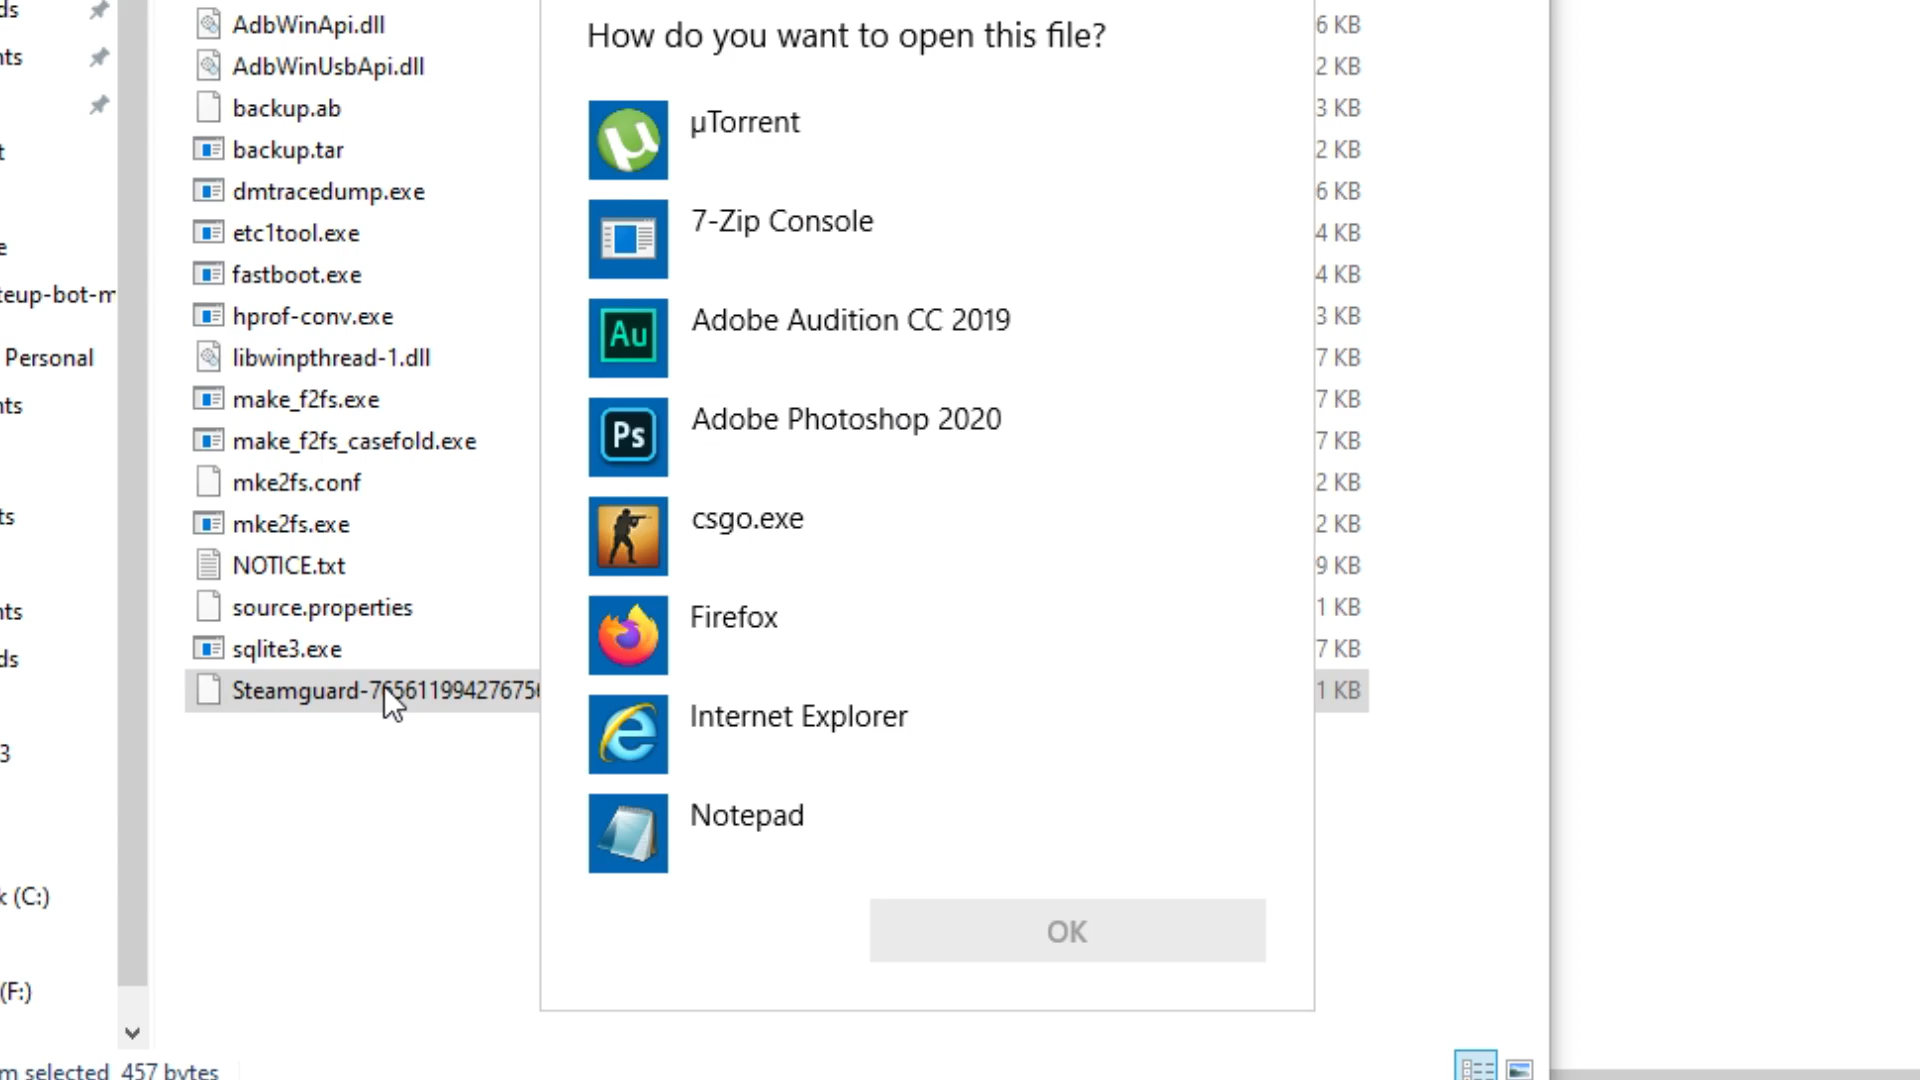 ds
nts
t
e
teup-bot-m
Personal
nts
ts
nts
ds
3
k (C:)
(F:)
AdbWinApi.dll
AdbWinUsbApi.dll
backup.ab
backup.tar
dmtracedump.exe
etc1tool.exe
fastboot.exe
hprof-conv.exe
libwinpthread-1.dll
make_f2fs.exe
make_f2fs_casefold.exe
mke2fs.conf
mke2fs.exe
NOTICE.txt
source.properties
sqlite3.exe
How do you want to open this file?
µTorrent
7-Zip Console
Au
Adobe Audition CC 2019
Ps
Adobe Photoshop 2020
csgo.exe
Firefox
Internet Explorer
Notepad
OK
6 KB
2 KB
3 KB
2 KB
6 KB
4 KB
4 KB
3 KB
7 KB
7 KB
7 KB
2 KB
2 KB
9 KB
1 KB
7 KB
1 KB
m selected 457 bytes